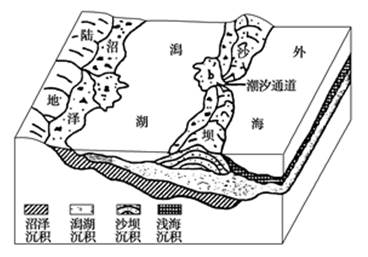 陆 沼 潟 沙 外
潮汐通道
地 泽 湖 坝 海
沼泽沉积
潟湖沉积
沙坝沉积
浅海沉积